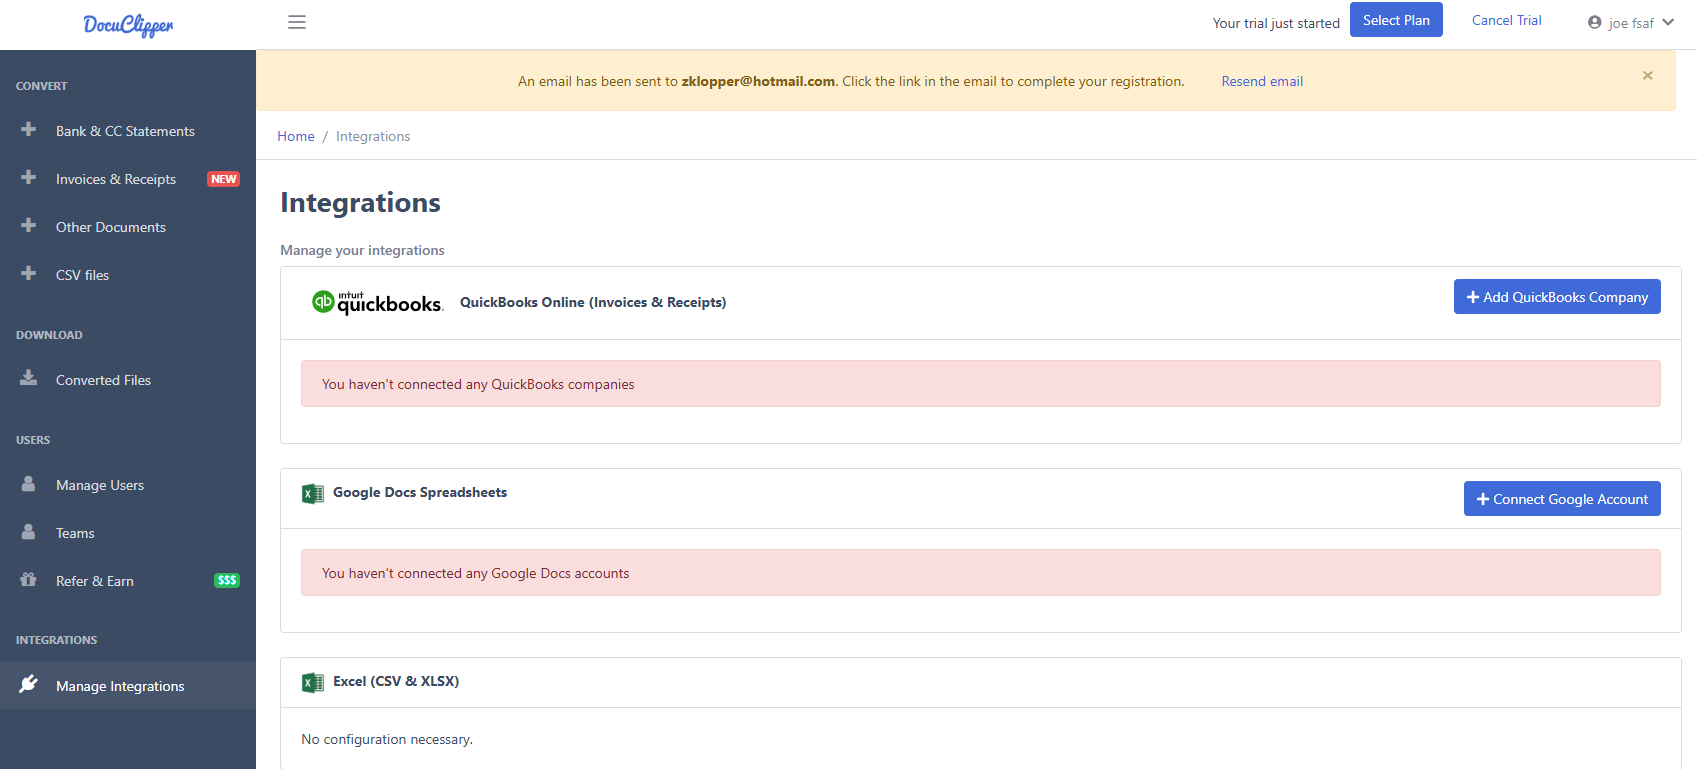 DocuClipper
Your trial just started
Select Plan
Cancel Trial
joe fsaf
CONVERT
Bank & CC Statements
Invoices & Receipts NEW
Other Documents
CSV files
DOWNLOAD
Converted Files
USERS
Manage Users
Teams
Refer & Earn $$$
INTEGRATIONS
Manage Integrations
An email has been sent to zklopper@hotmail.com. Click the link in the email to complete your registration. Resend email ×
Home / Integrations
Integrations
Manage your integrations
qb intuit quickbooks. QuickBooks Online (Invoices & Receipts)
+ Add QuickBooks Company
You haven't connected any QuickBooks companies
X Google Docs Spreadsheets
+ Connect Google Account
You haven't connected any Google Docs accounts
X Excel (CSV & XLSX)
No configuration necessary.